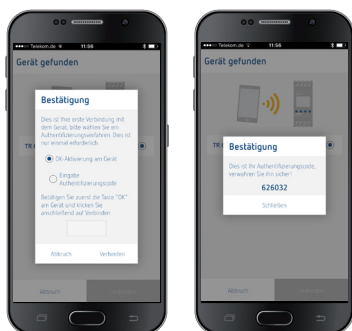 Telekom.de
11:56
Gerät gefunden
Bestätigung
Dies ist Ihre erste Verbindung mit
dem Gerät, bitte wählen Sie ein
Authentifizierungsverfahren. Dies ist
nur einmal erforderlich.
OK-Aktivierung am Gerät
Eingabe
Authentifizierungscode
Betätigen Sie zuerst die Taste "OK"
am Gerät und klicken Sie
anschließend auf Verbinden
Abbruch Verbinden
Abbruch
Telekom.de
11:56
Gerät gefunden
Bestätigung
Dies ist Ihr Authentifizierungscode,
verwahren Sie ihn sicher!
626032
Schließen
Abbruch